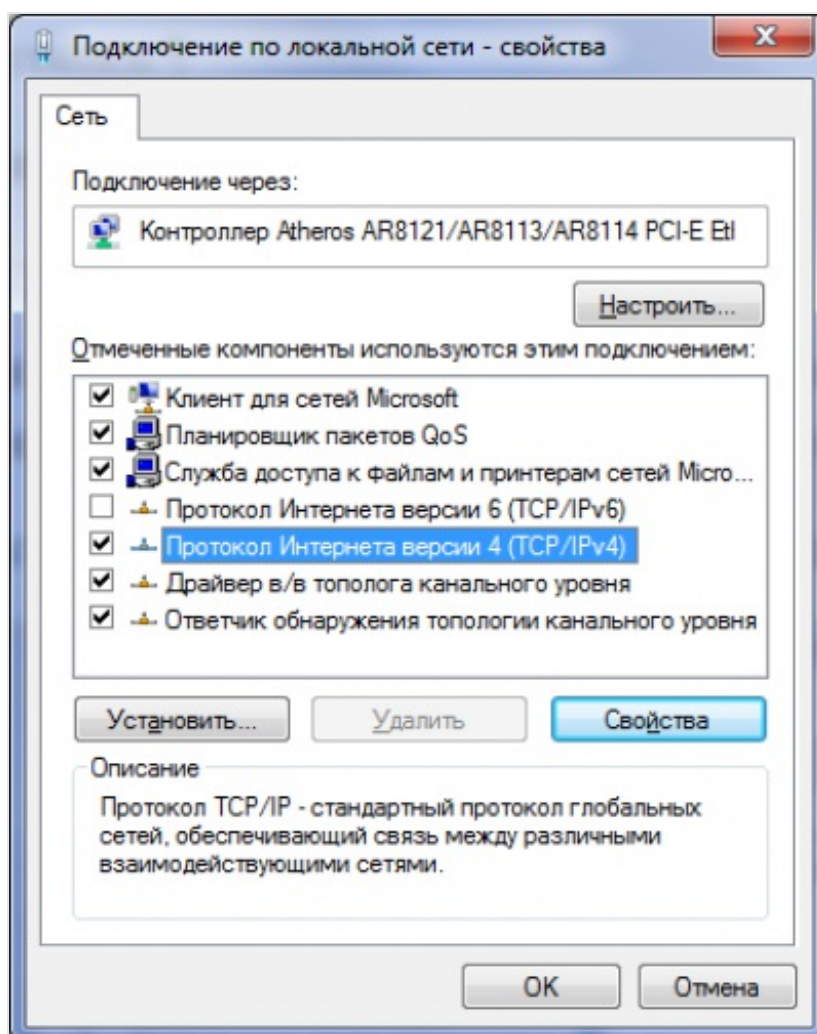 Подключение по локальной сети - свойства
Сеть
Подключение через:
Контроллер Atheros AR8121/AR8113/AR8114 PCI-E Etl
Настроить...
Отмеченные компоненты используются этим подключением:
Клиент для сетей Microsoft
Планировщик пакетов QoS
Служба доступа к файлам и принтерам сетей Micro...
Протокол Интернета версии 6 (TCP/IPv6)
Протокол Интернета версии 4 (TCP/IPv4)
Драйвер в/в тополога канального уровня
Ответчик обнаружения топологии канального уровня
Установить... Удалить Свойства
Описание
Протокол TCP/IP - стандартный протокол глобальных
сетей, обеспечивающий связь между различными
взаимодействующими сетями.
OK Отмена